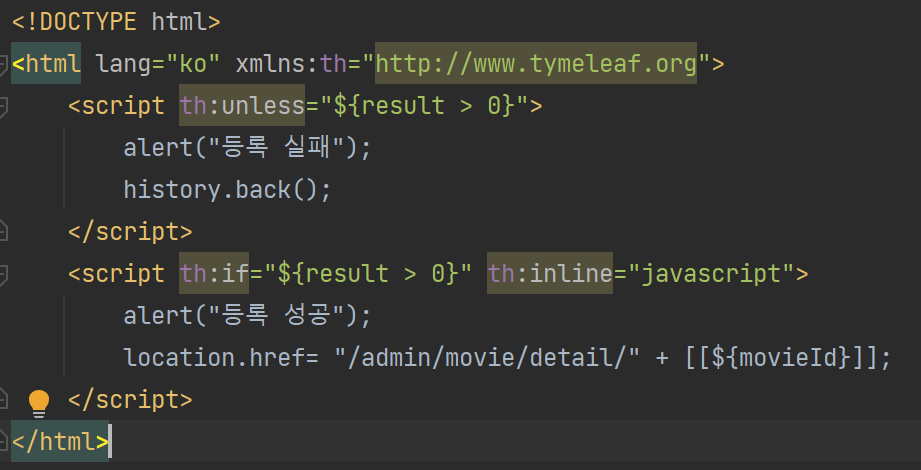 <!DOCTYPE html>
<html lang="ko" xmlns:th="http://www.tymeleaf.org">
<script th:unless="${result > 0}">
alert("등록 실패");
history.back();
</script>
<script th:if="${result > 0}" th:inline="javascript">
alert("등록 성공");
location.href= "/admin/movie/detail/" + [[${movieId}]];
</script>
</html>